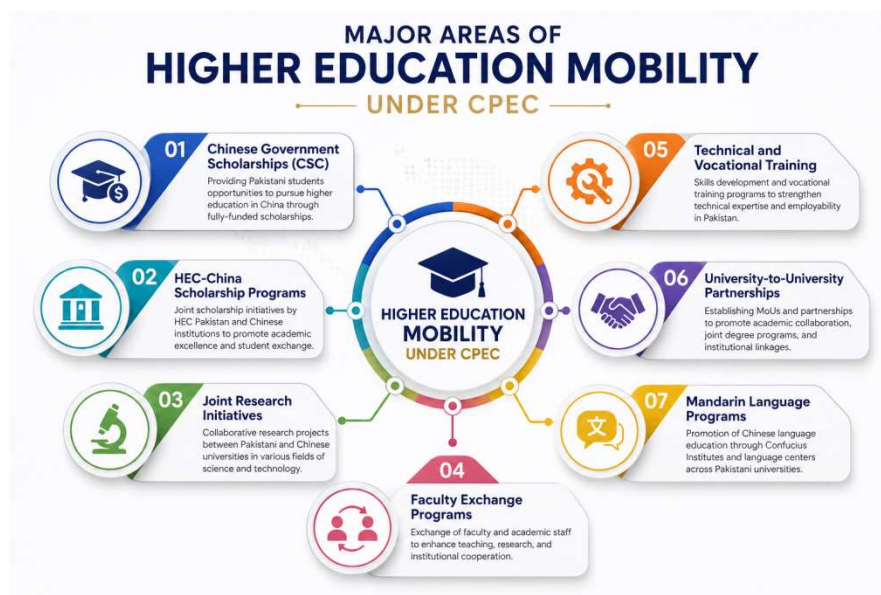 MAJOR AREAS OF
HIGHER EDUCATION MOBILITY
UNDER CPEC
01
Chinese Government
Scholarships (CSC)
Providing Pakistani students
opportunities to pursue higher
education in China through
fully-funded scholarships.
02
HEC-China
Scholarship Programs
Joint scholarship initiatives by
HEC Pakistan and Chinese
institutions to promote academic
excellence and student exchange.
03
Joint Research
Initiatives
Collaborative research projects
between Pakistani and Chinese
universities in various fields of
science and technology.
04
Faculty Exchange
Programs
Exchange of faculty and academic staff
to enhance teaching, research, and
institutional cooperation.
05
Technical and
Vocational Training
Skills development and vocational
training programs to strengthen
technical expertise and employability
in Pakistan.
06
University-to-University
Partnerships
Establishing MoUs and partnerships
to promote academic collaboration,
joint degree programs, and
institutional linkages.
07
Mandarin Language
Programs
Promotion of Chinese language
education through Confucius
Institutes and language centers
across Pakistani universities.
HIGHER EDUCATION
MOBILITY
UNDER CPEC
$
文